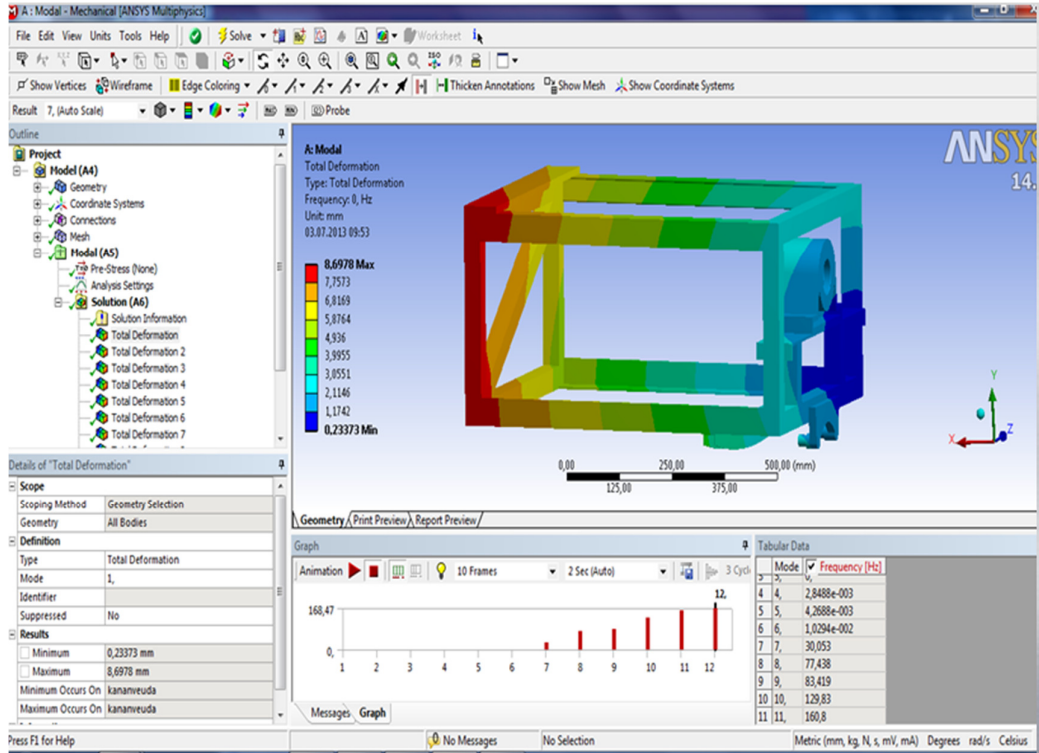 A : Modal - Mechanical [ANSYS Multiphysics]
File Edit View Units Tools Help
Solve
Worksheet
Show Vertices Wireframe Edge Coloring Thicken Annotations Show Mesh Show Coordinate Systems
Result 7, (Auto Scale) Probe
Outline
Project
Model (A4)
Geometry
Coordinate Systems
Connections
Mesh
Modal (A5)
Pre-Stress (None)
Analysis Settings
Solution (A6)
Solution Information
Total Deformation
Total Deformation 2
Total Deformation 3
Total Deformation 4
Total Deformation 5
Total Deformation 6
Total Deformation 7
A: Modal
Total Deformation
Type: Total Deformation
Frequency: 0, Hz
Unit: mm
03.07.2013 09:53
8,6978 Max
7,7573
6,8169
5,8764
4,936
3,9955
3,0551
2,1146
1,1742
0,23373 Min
ANSYS
14.
Y
X
Z
0,00 250,00 500,00 (mm)
125,00 375,00
Geometry Print Preview Report Preview
Details of "Total Deformation"
Scope
Scoping Method Geometry Selection
Geometry All Bodies
Definition
Type Total Deformation
Mode 1,
Identifier
Suppressed No
Results
Minimum 0,23373 mm
Maximum 8,6978 mm
Minimum Occurs On kananveuda
Maximum Occurs On kananveuda
Graph
Animation 10 Frames 2 Sec (Auto) 3 Cycl
12,
168,47
0,
1 2 3 4 5 6 7 8 9 10 11 12
Messages Graph
Tabular Data
Mode Frequency [Hz]
3 3, 0,
4 4, 2,8488e-003
5 5, 4,2688e-003
6 6, 1,0294e-002
7 7, 30,053
8 8, 77,438
9 9, 83,419
10 10, 129,83
11 11, 160,8
Press F1 for Help
No Messages
No Selection
Metric (mm, kg, N, s, mV, mA) Degrees rad/s Celsius